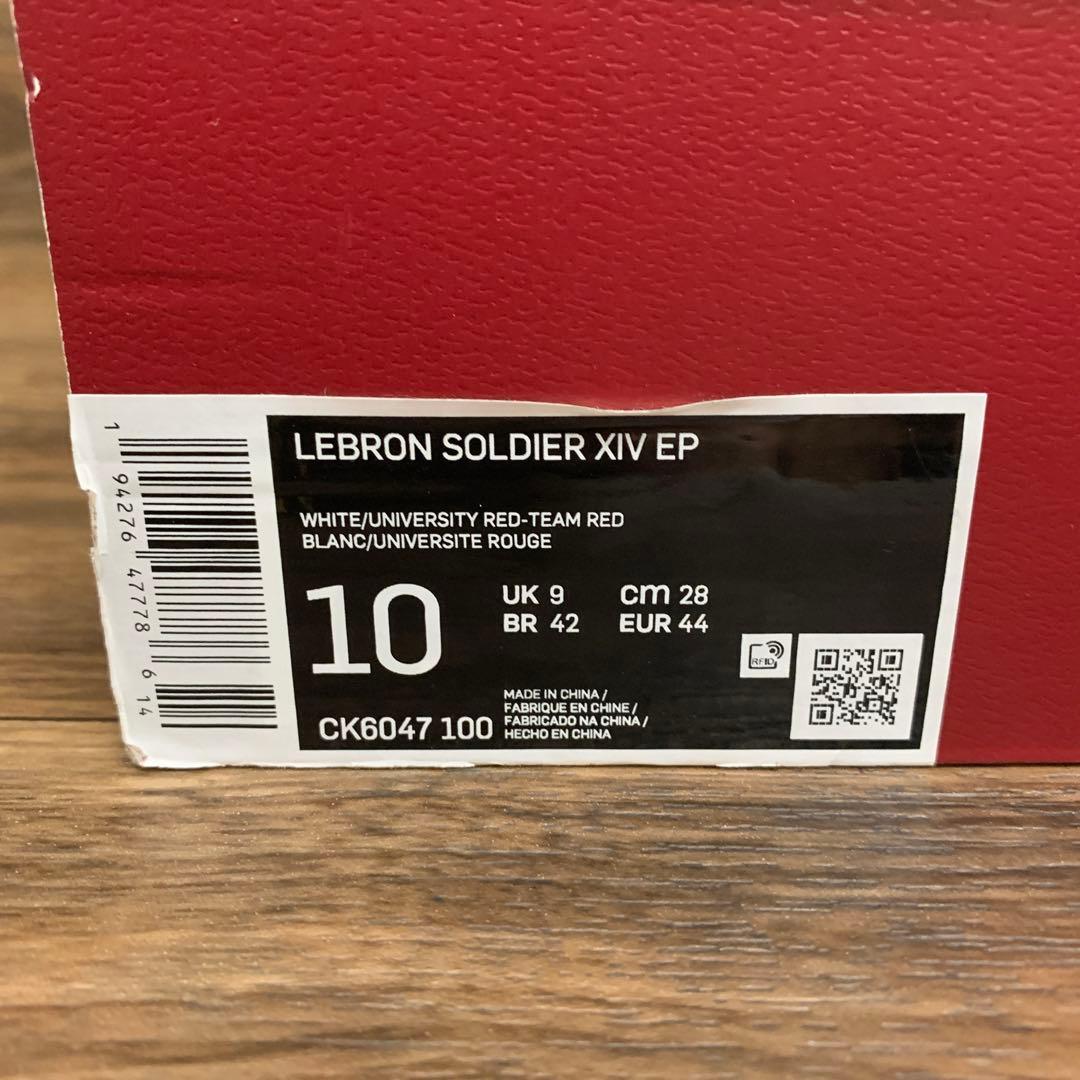 LEBRON SOLDIER XIV EP
WHITE/UNIVERSITY RED-TEAM RED
BLANC/UNIVERSITE ROUGE
10
UK 9 cm 28
BR 42 EUR 44
RFID
CK6047 100
MADE IN CHINA /
FABRIQUE EN CHINE /
FABRICADO NA CHINA /
HECHO EN CHINA
1 94276 47778 6 14